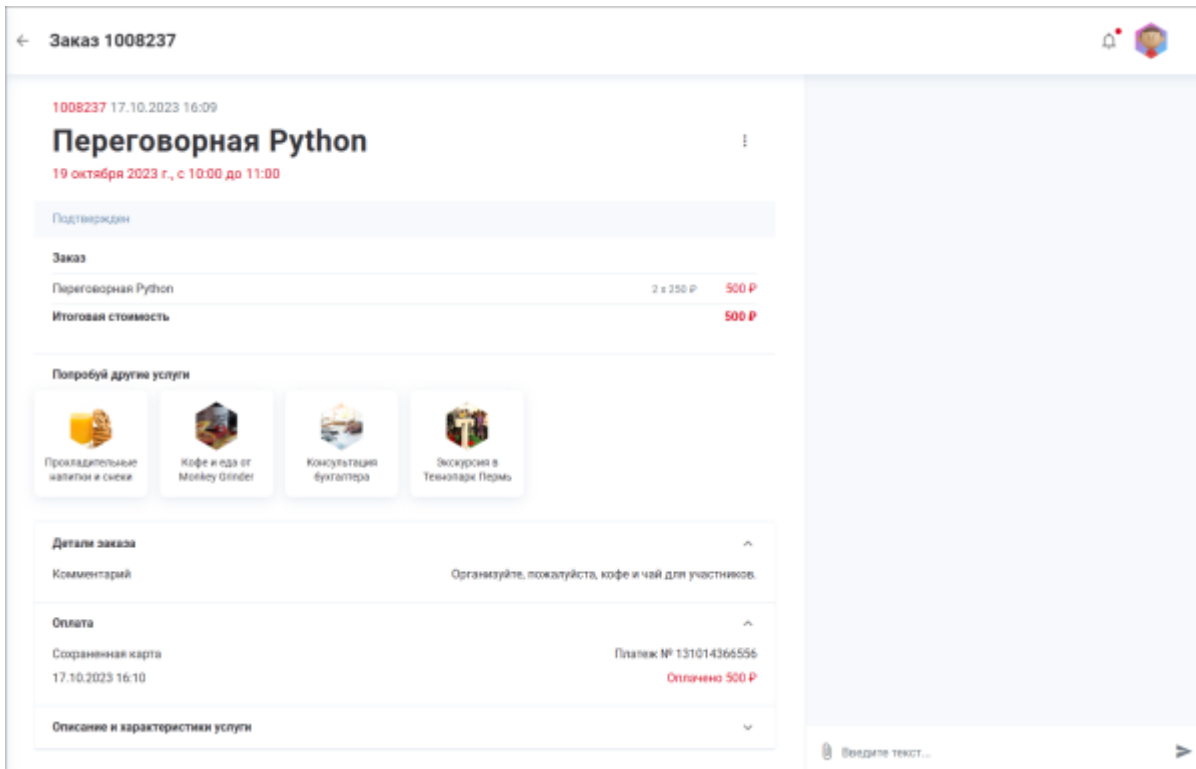 Заказ 1008237
1008237 17.10.2023 16:09
Переговорная Python
19 октября 2023 г., с 10:00 до 11:00
Подтвержден
Заказ
Переговорная Python 2 x 250 ₽ 500 ₽
Итоговая стоимость 500 ₽
Попробуй другие услуги
Прохладительные напитки и снеки
Кофе и еда от Monkey Grinder
Консультация бухгалтера
Экскурсия в Технопарк Пермь
Детали заказа
Комментарий Организуйте, пожалуйста, кофе и чай для участников.
Оплата
Сохраненная карта Платеж № 131014366556
17.10.2023 16:10 Оплачено 500 ₽
Описание и характеристики услуги
Введите текст...